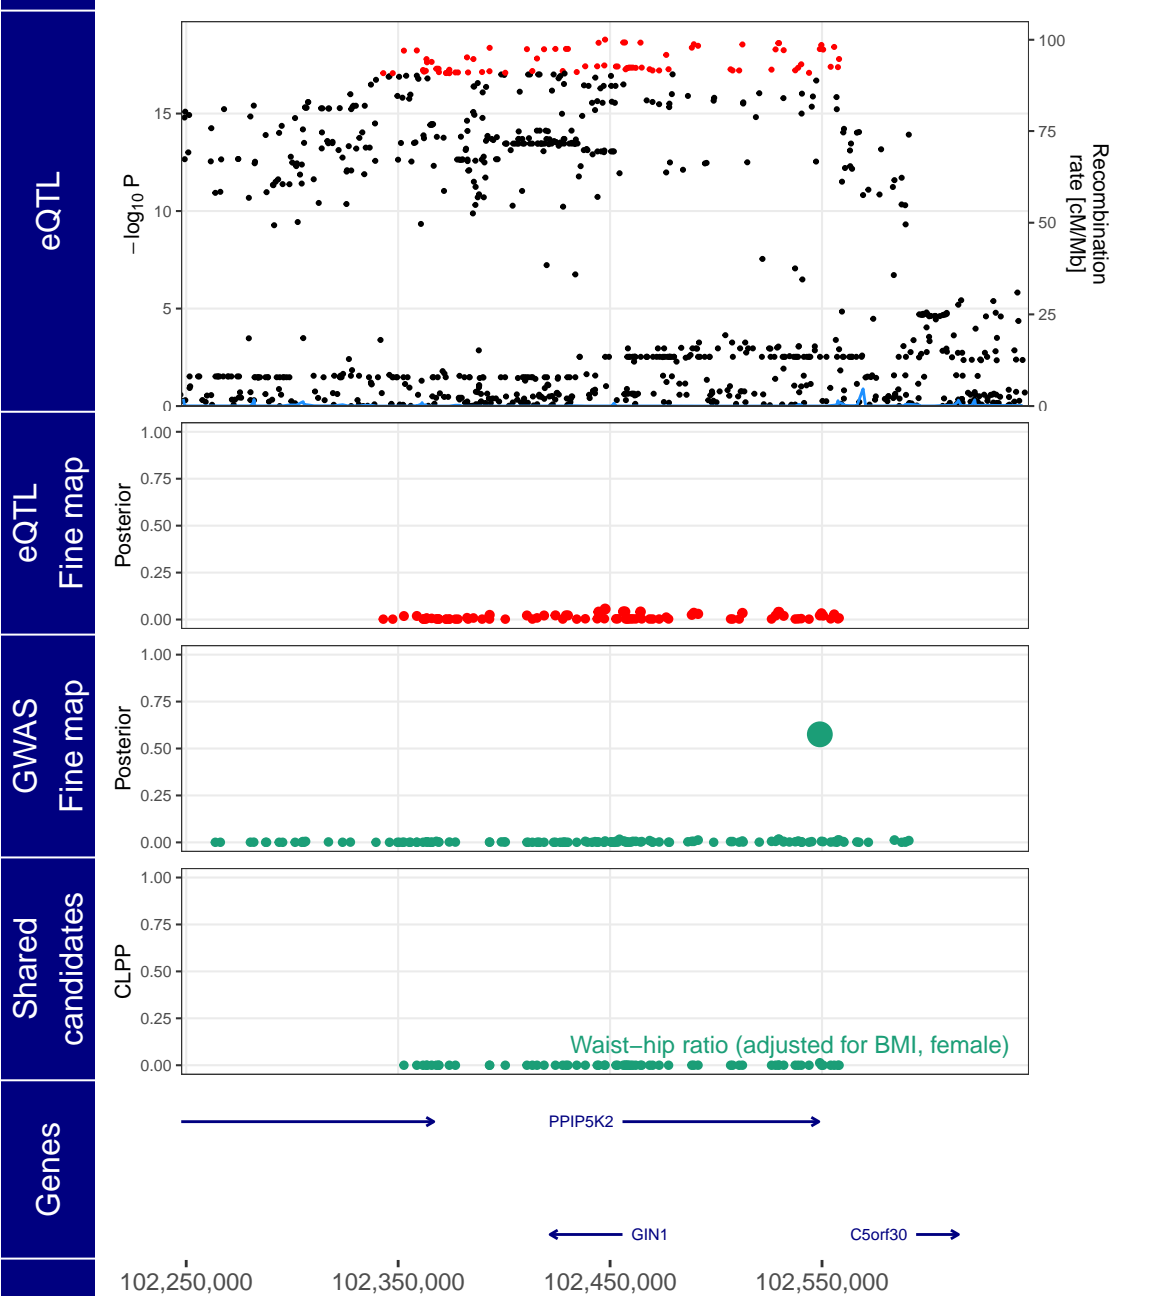 eQTL
−log10 P
15
10
5
0
100
75
50
25
0
Recombination
rate [cM/Mb]
eQTL
Fine map
Posterior
1.00
0.75
0.50
0.25
0.00
GWAS
Fine map
Posterior
1.00
0.75
0.50
0.25
0.00
Shared
candidates
CLPP
1.00
0.75
0.50
0.25
0.00
Waist−hip ratio (adjusted for BMI, female)
Genes
PPIP5K2
GIN1
C5orf30
102,250,000
102,350,000
102,450,000
102,550,000